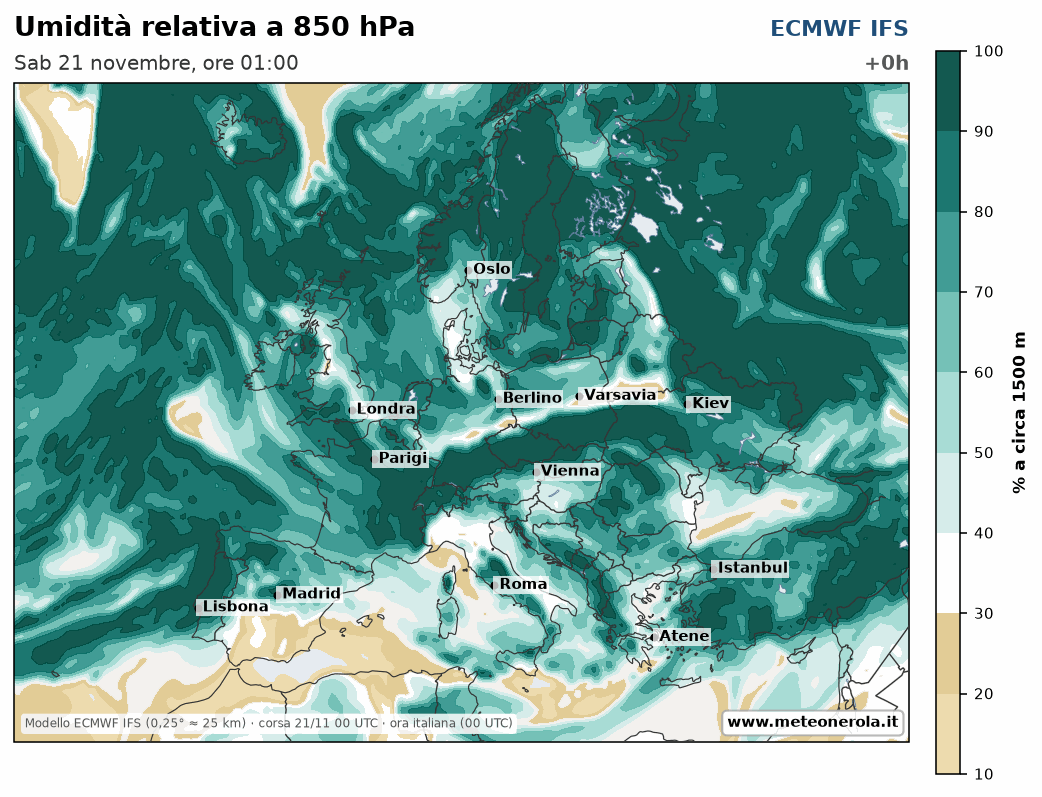 Umidità relativa a 850 hPa
ECMWF IFS
Sab 21 novembre, ore 01:00
+0h
100
90
80
70
60
50
40
30
20
10
% a circa 1500 m
Oslo
Berlino
Varsavia
Kiev
Londra
Parigi
Vienna
Istanbul
Roma
Madrid
Lisbona
Atene
Modello ECMWF IFS (0,25° ≈ 25 km) · corsa 21/11 00 UTC · ora italiana (00 UTC)
www.meteonerola.it